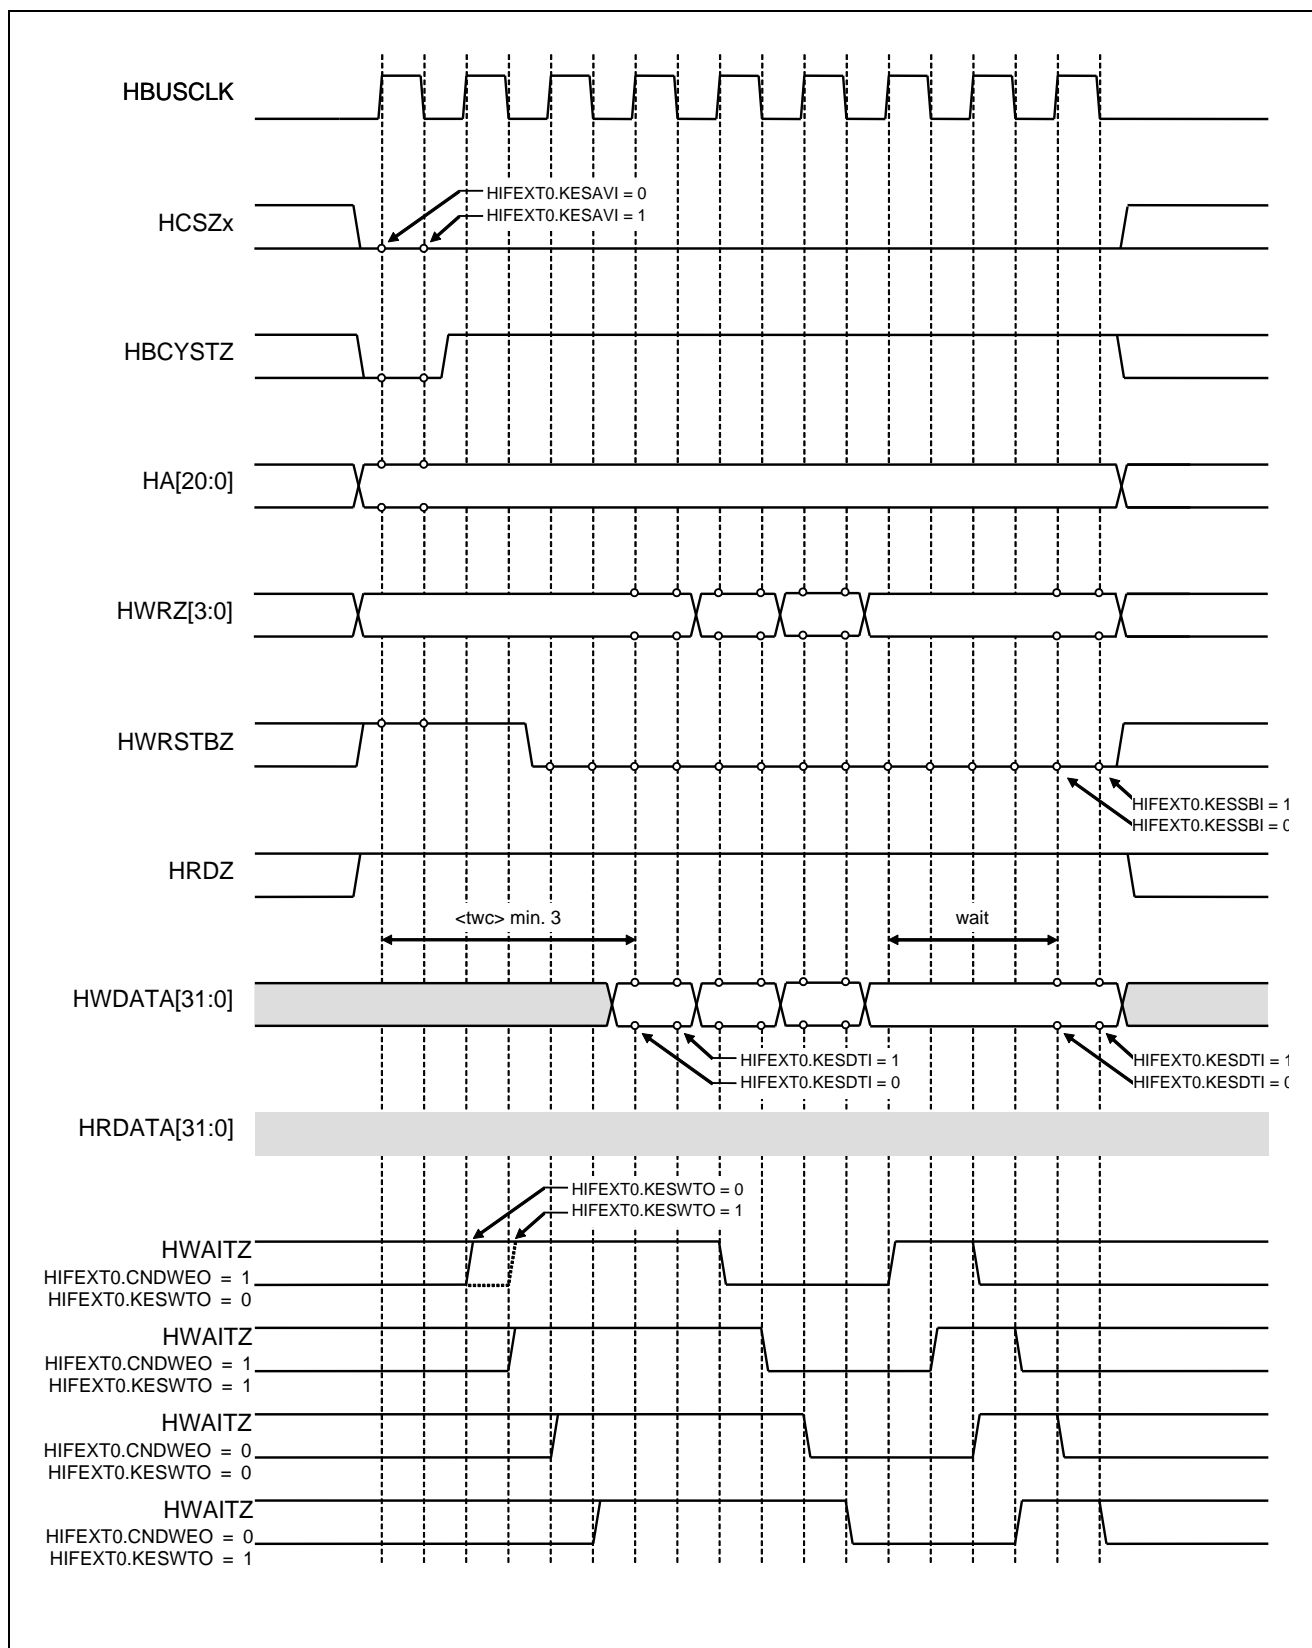 HBUSCLK
HIFEXT0.KESAVI = 0
HIFEXT0.KESAVI = 1
HCSZx
HBCYSTZ
HA[20:0]
HWRZ[3:0]
HWRSTBZ
HIFEXT0.KESSBI = 1
HIFEXT0.KESSBI = 0
HRDZ
<twc> min. 3
wait
HWDATA[31:0]
HIFEXT0.KESDTI = 1
HIFEXT0.KESDTI = 0
HIFEXT0.KESDTI = 1
HIFEXT0.KESDTI = 0
HRDATA[31:0]
HIFEXT0.KESWTO = 0
HIFEXT0.KESWTO = 1
HWAITZ
HIFEXT0.CNDWEO = 1
HIFEXT0.KESWTO = 0
HWAITZ
HIFEXT0.CNDWEO = 1
HIFEXT0.KESWTO = 1
HWAITZ
HIFEXT0.CNDWEO = 0
HIFEXT0.KESWTO = 0
HWAITZ
HIFEXT0.CNDWEO = 0
HIFEXT0.KESWTO = 1